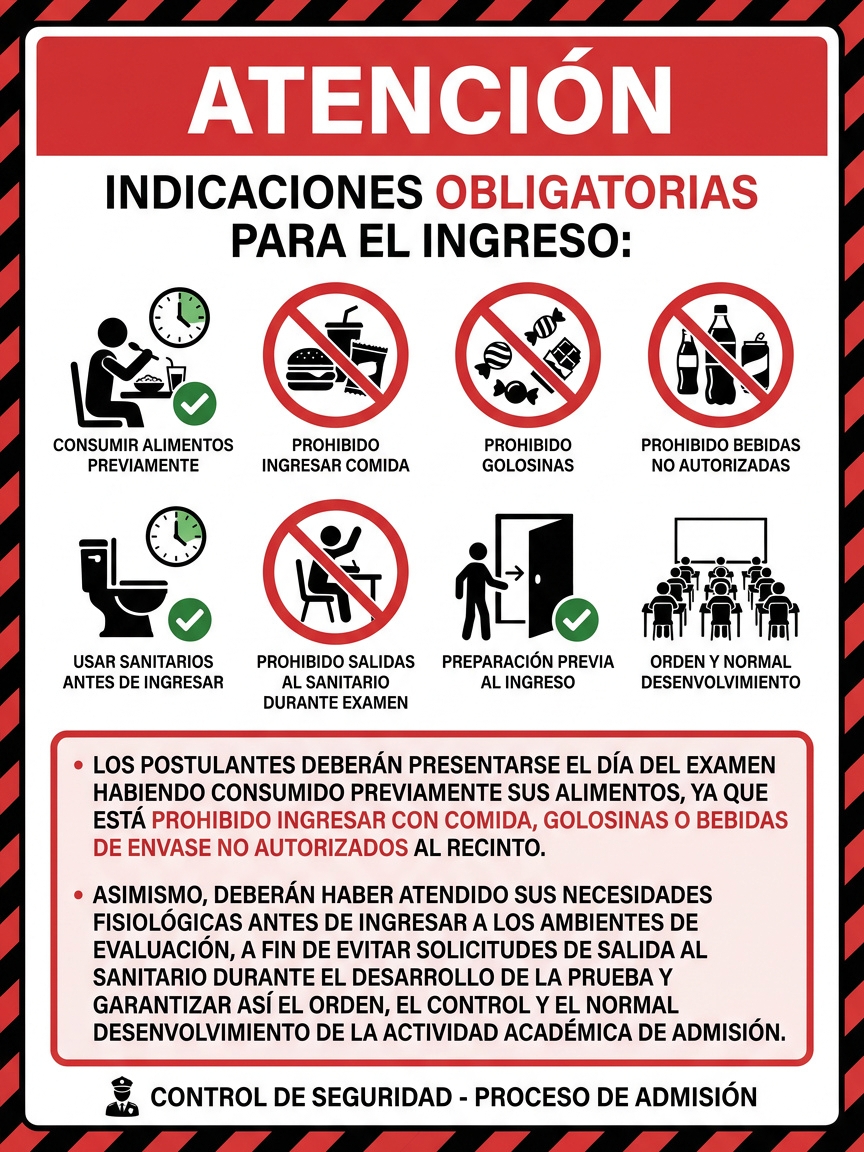 ATENCIÓN
INDICACIONES OBLIGATORIAS
PARA EL INGRESO:
CONSUMIR ALIMENTOS
PREVIAMENTE
PROHIBIDO
INGRESAR COMIDA
PROHIBIDO
GOLOSINAS
PROHIBIDO BEBIDAS
NO AUTORIZADAS
USAR SANITARIOS
ANTES DE INGRESAR
PROHIBIDO SALIDAS
AL SANITARIO
DURANTE EXAMEN
PREPARACIÓN PREVIA
AL INGRESO
ORDEN Y NORMAL
DESENVOLVIMIENTO
• LOS POSTULANTES DEBERÁN PRESENTARSE EL DÍA DEL EXAMEN
HABIENDO CONSUMIDO PREVIAMENTE SUS ALIMENTOS, YA QUE
ESTÁ PROHIBIDO INGRESAR CON COMIDA, GOLOSINAS O BEBIDAS
DE ENVASE NO AUTORIZADOS AL RECINTO.
• ASIMISMO, DEBERÁN HABER ATENDIDO SUS NECESIDADES
FISIOLÓGICAS ANTES DE INGRESAR A LOS AMBIENTES DE
EVALUACIÓN, A FIN DE EVITAR SOLICITUDES DE SALIDA AL
SANITARIO DURANTE EL DESARROLLO DE LA PRUEBA Y
GARANTIZAR ASÍ EL ORDEN, EL CONTROL Y EL NORMAL
DESENVOLVIMIENTO DE LA ACTIVIDAD ACADÉMICA DE ADMISIÓN.
CONTROL DE SEGURIDAD - PROCESO DE ADMISIÓN